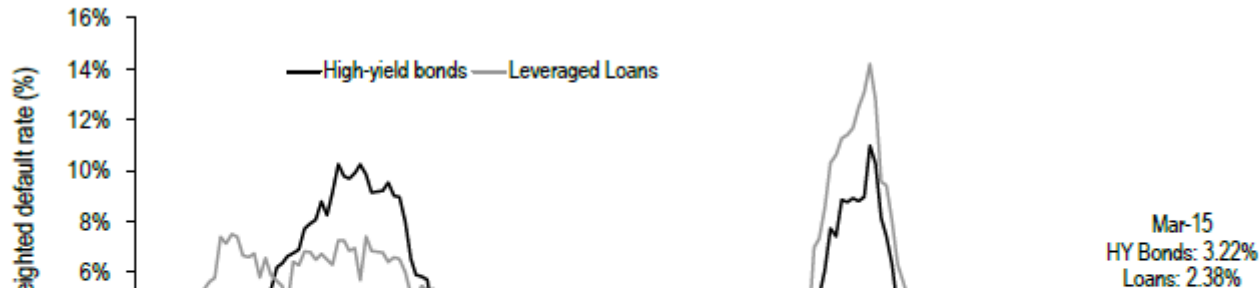 16%
High-yield bonds Leveraged Loans
14%
12%
10%
8%
6%
eighted default rate (%)
Mar-15
HY Bonds: 3.22%
Loans: 2.38%